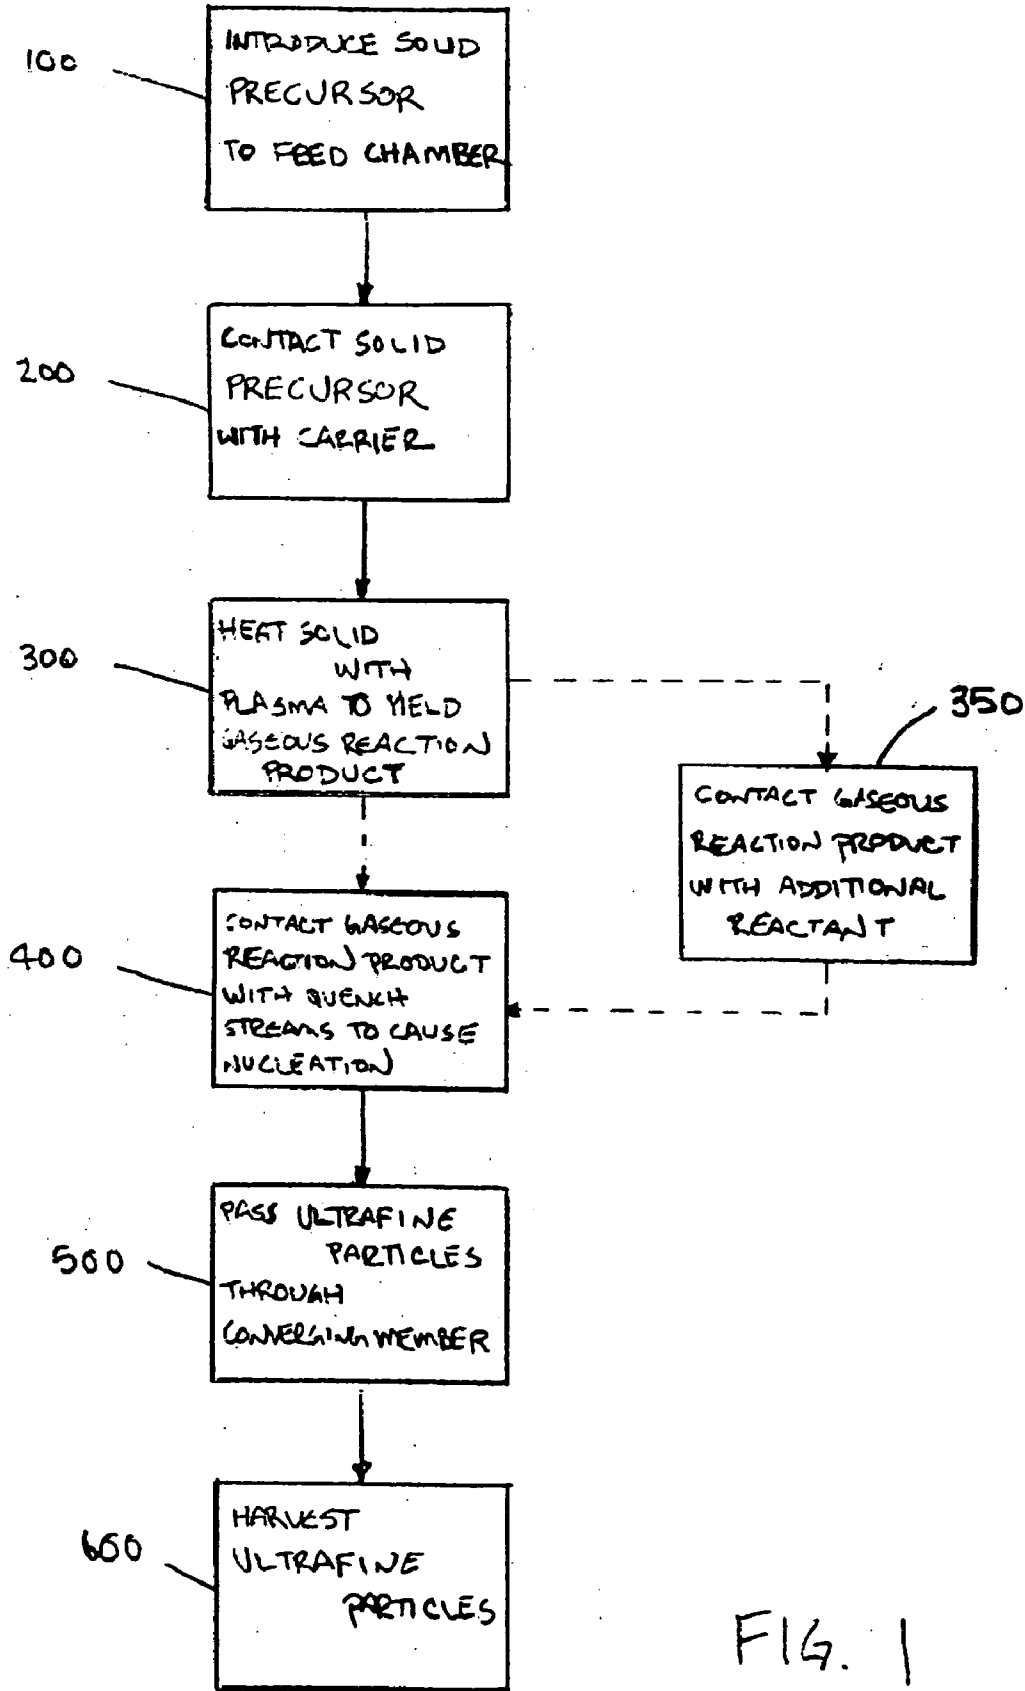 100
INTRODUCE SOLID
PRECURSOR
TO FEED CHAMBER
200
CONTACT SOLID
PRECURSOR
WITH CARRIER
300
HEAT SOLID
WITH
PLASMA TO YIELD
GASEOUS REACTION
PRODUCT
350
CONTACT GASEOUS
REACTION PRODUCT
WITH ADDITIONAL
REACTANT
400
CONTACT GASEOUS
REACTION PRODUCT
WITH QUENCH
STREAMS TO CAUSE
NUCLEATION
500
PASS ULTRAFINE
PARTICLES
THROUGH
CONVERGING MEMBER
600
HARVEST
ULTRAFINE
PARTICLES
FIG. 1